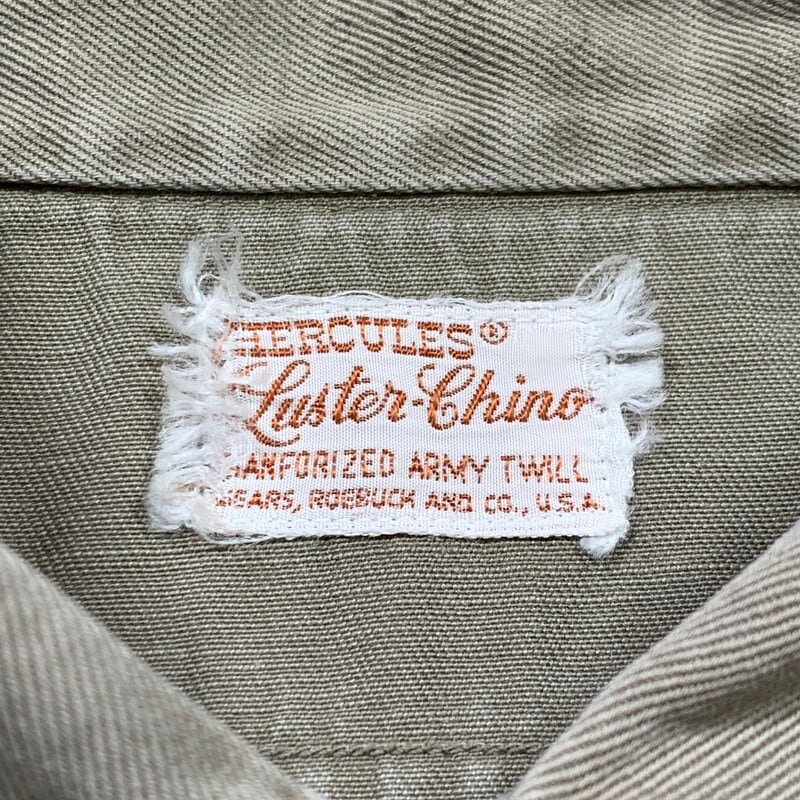 HERCULES®
Luster-Chino
SANFORIZED ARMY TWILL
SEARS, ROEBUCK AND CO., U.S.A.